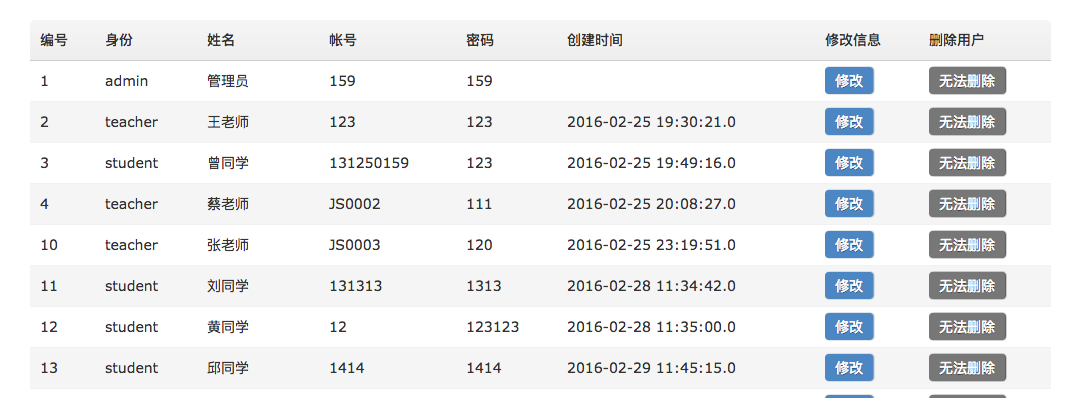 编号 身份 姓名 帐号 密码 创建时间 修改信息 删除用户
1 admin 管理员 159 159 修改 无法删除
2 teacher 王老师 123 123 2016-02-25 19:30:21.0 修改 无法删除
3 student 曾同学 131250159 123 2016-02-25 19:49:16.0 修改 无法删除
4 teacher 蔡老师 JS0002 111 2016-02-25 20:08:27.0 修改 无法删除
10 teacher 张老师 JS0003 120 2016-02-25 23:19:51.0 修改 无法删除
11 student 刘同学 131313 1313 2016-02-28 11:34:42.0 修改 无法删除
12 student 黄同学 12 123123 2016-02-28 11:35:00.0 修改 无法删除
13 student 邱同学 1414 1414 2016-02-29 11:45:15.0 修改 无法删除